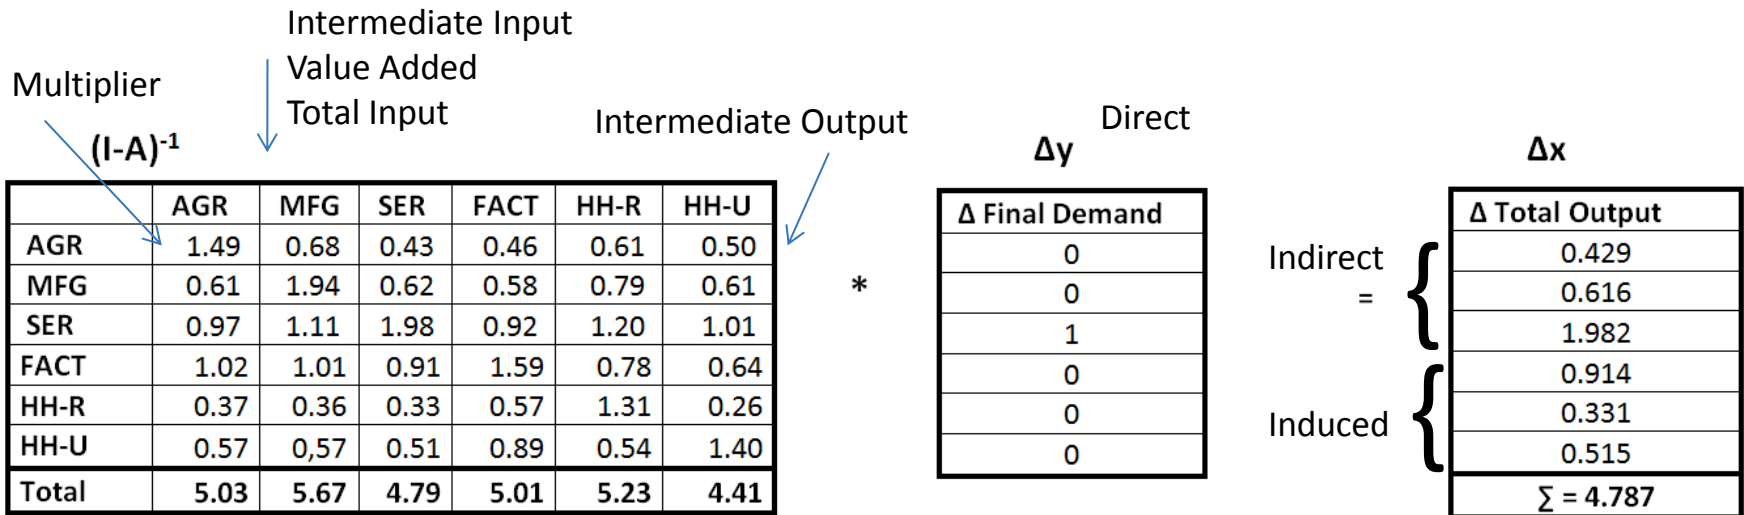 Intermediate Input
Value Added
Total Input
Multiplier
Intermediate Output
Direct
(I-A)-1
Δy
Δx
AGR MFG SER FACT HH-R HH-U
AGR 1.49 0.68 0.43 0.46 0.61 0.50
MFG 0.61 1.94 0.62 0.58 0.79 0.61
SER 0.97 1.11 1.98 0.92 1.20 1.01
FACT 1.02 1.01 0.91 1.59 0.78 0.64
HH-R 0.37 0.36 0.33 0.57 1.31 0.26
HH-U 0.57 0,57 0.51 0.89 0.54 1.40
Total 5.03 5.67 4.79 5.01 5.23 4.41
*
Δ Final Demand
0
0
1
0
0
0
Indirect
=
Induced
Δ Total Output
0.429
0.616
1.982
0.914
0.331
0.515
∑ = 4.787